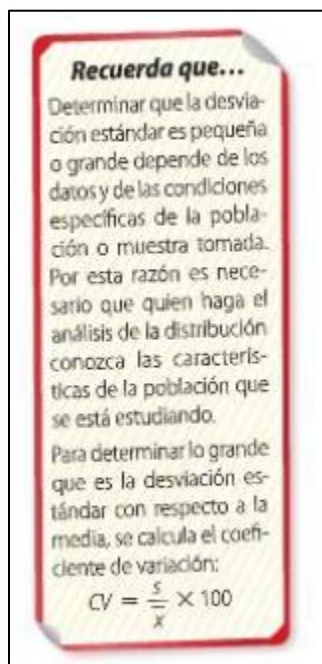 Recuerda que...
Determinar que la desvia-
ción estándar es pequeña
o grande depende de los
datos y de las condiciones
específicas de la pobla-
ción o muestra tomada.
Por esta razón es nece-
sario que quien haga el
análisis de la distribución
conozca las caracterís-
ticas de la población que
se está estudiando.
Para determinar lo grande
que es la desviación es-
tándar con respecto a la
media, se calcula el coefi-
ciente de variación:
CV = s/x̄ × 100